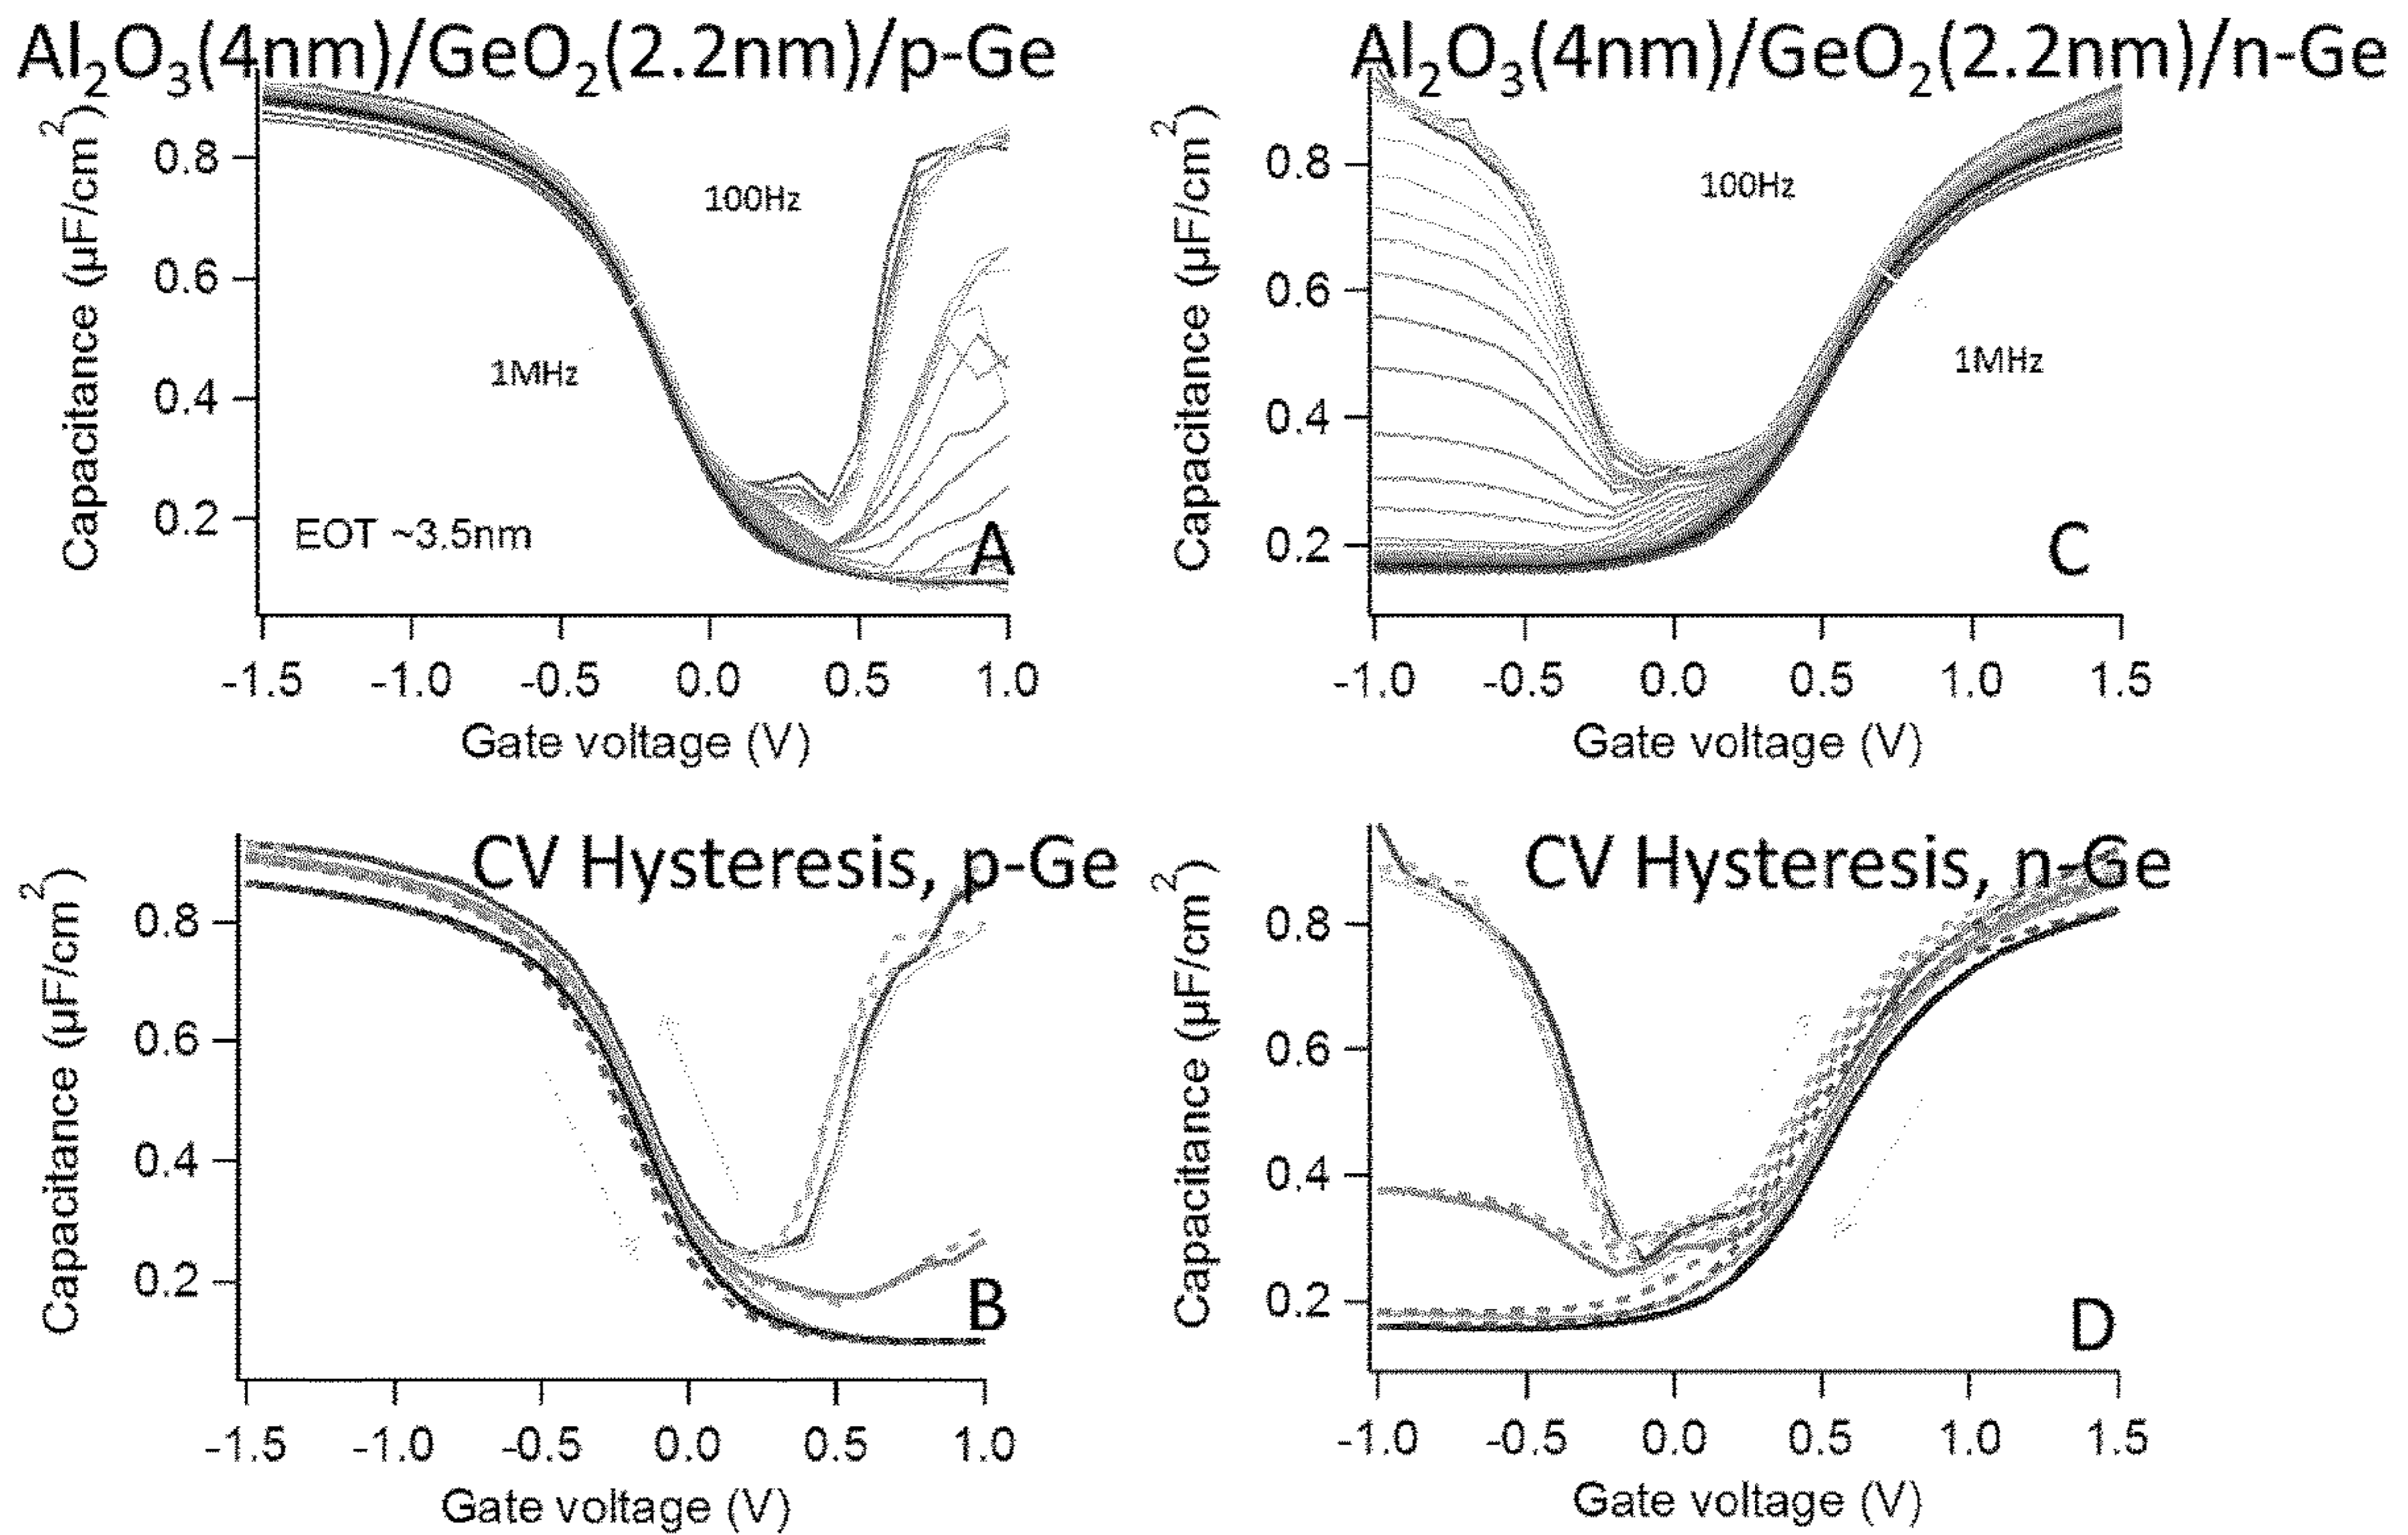 Al₂O₃(4nm)/GeO₂(2.2nm)/p-Ge
Capacitance (µF/cm²)
0.8
0.6
0.4
0.2
100Hz
1MHz
EOT ~3.5nm
A
-1.5 -1.0 -0.5 0.0 0.5 1.0
Gate voltage (V)
Al₂O₃(4nm)/GeO₂(2.2nm)/n-Ge
Capacitance (µF/cm²)
0.8
0.6
0.4
0.2
100Hz
1MHz
C
-1.0 -0.5 0.0 0.5 1.0 1.5
Gate voltage (V)
CV Hysteresis, p-Ge
Capacitance (µF/cm²)
0.8
0.6
0.4
0.2
B
-1.5 -1.0 -0.5 0.0 0.5 1.0
Gate voltage (V)
CV Hysteresis, n-Ge
Capacitance (µF/cm²)
0.8
0.6
0.4
0.2
D
-1.0 -0.5 0.0 0.5 1.0 1.5
Gate voltage (V)